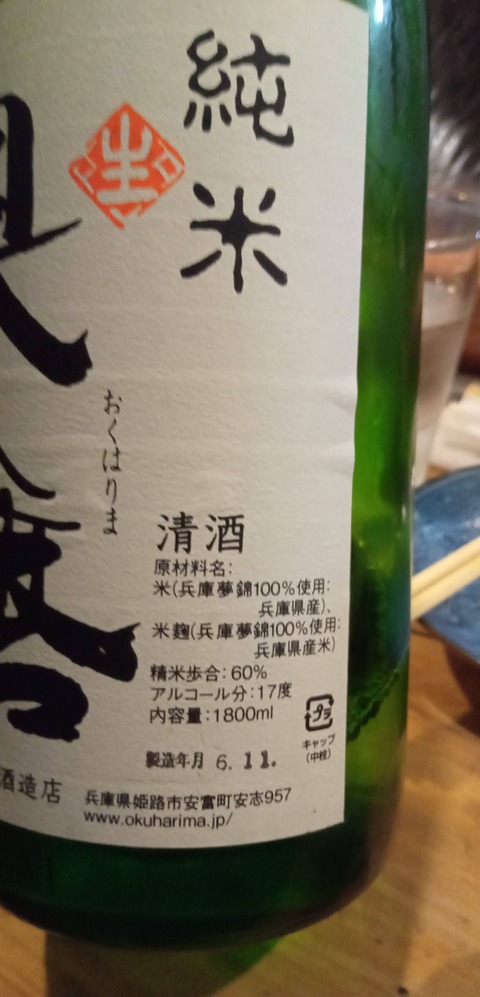 純米
生
おくはりま
清酒
原材料名:
米(兵庫夢錦100%使用:
兵庫県産)、
米麹(兵庫夢錦100%使用:
兵庫県産米)
精米歩合:60%
アルコール分:17度
内容量:1800ml
プラ
キャップ
(中栓)
製造年月 6.11.
酒造店
兵庫県姫路市安富町安志957
www.okuharima.jp/